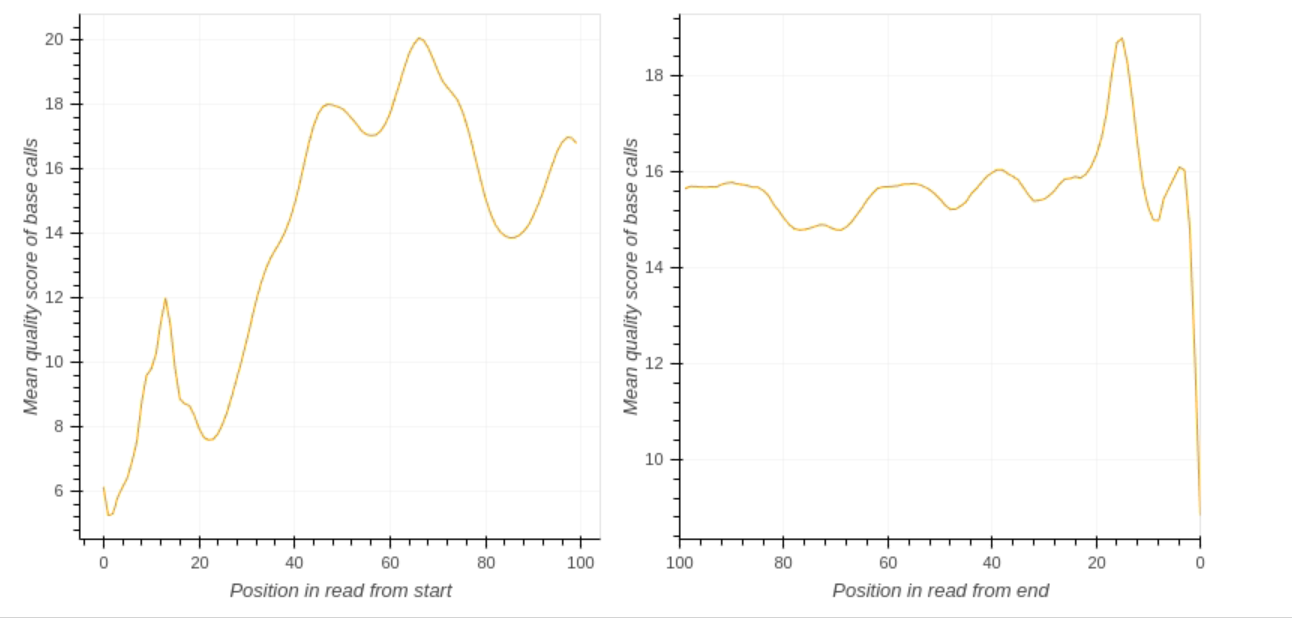 Mean quality score of base calls
20
18
16
14
12
10
8
6
0 20 40 60 80 100
Position in read from start
Mean quality score of base calls
18
16
14
12
10
100 80 60 40 20 0
Position in read from end